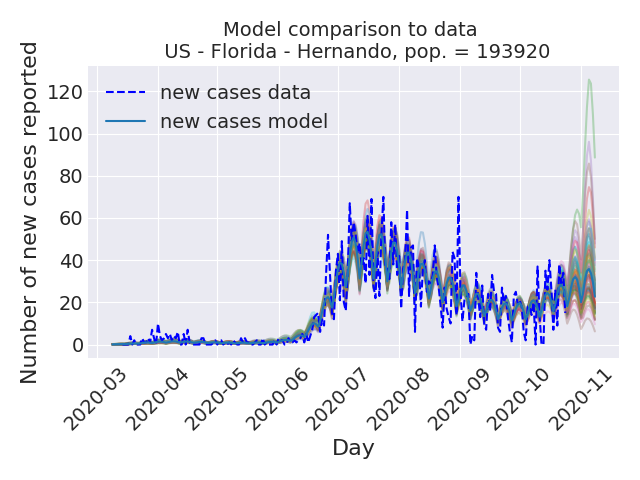 Model comparison to data
US - Florida - Hernando, pop. = 193920
Number of new cases reported
120
100
80
60
40
20
0
new cases data
new cases model
2020-03
2020-04
2020-05
2020-06
2020-07
2020-08
2020-09
2020-10
2020-11
Day